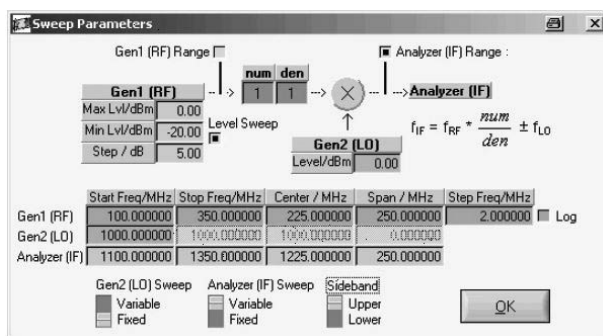 Sweep Parameters
Gen1 (RF) Range
Analyzer (IF) Range :
num den
Gen1 (RF)
1 1
Analyzer (IF)
Max Lvl/dBm 0.00
Min Lvl/dBm -20.00
Level Sweep
Step / dB 5.00
Gen2 (LO)
Level/dBm 0.00
f_IF = f_RF * num/den ± f_LO
Start Freq/MHz Stop Freq/MHz Center / MHz Span / MHz Step Freq/MHz
Gen1 (RF) 100.000000 350.000000 225.000000 250.000000 2.000000 Log
Gen2 (LO) 1000.000000 1000.000000 1000.000000 0.000000
Analyzer (IF) 1100.000000 1350.000000 1225.000000 250.000000
Gen2 (LO) Sweep Analyzer (IF) Sweep Sideband
Variable Variable Upper
Fixed Fixed Lower
OK